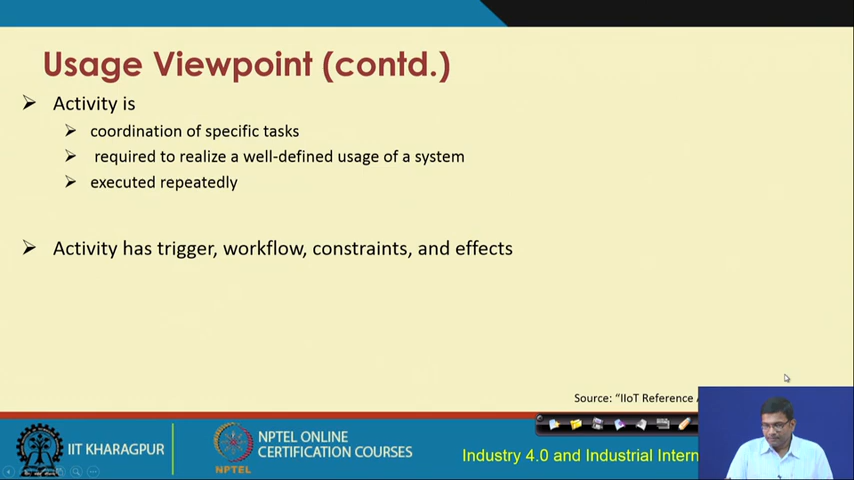 Usage Viewpoint (contd.)
Activity is
coordination of specific tasks
required to realize a well-defined usage of a system
executed repeatedly
Activity has trigger, workflow, constraints, and effects
Source: "IIoT Reference
IIT KHARAGPUR
NPTEL
NPTEL ONLINE
CERTIFICATION COURSES
Industry 4.0 and Industrial